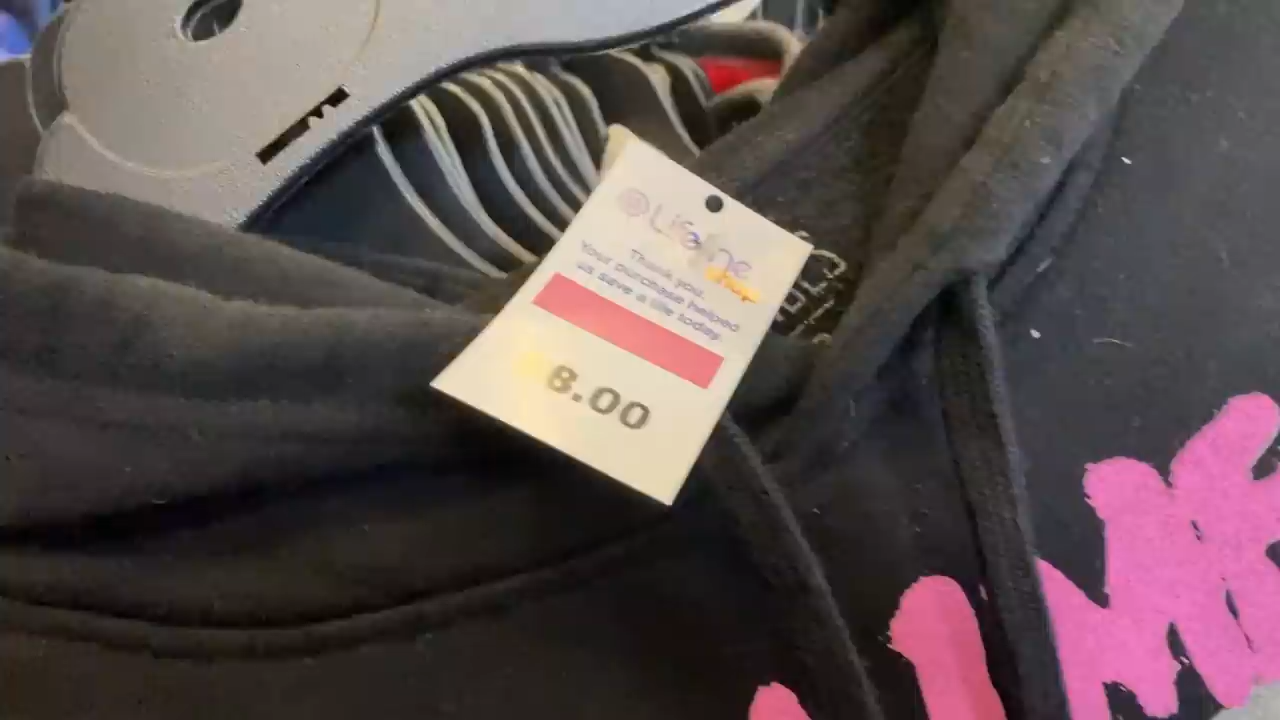 Lifeline
shop
Thank you.
Your purchase helped
us save a life today.
8.00
M